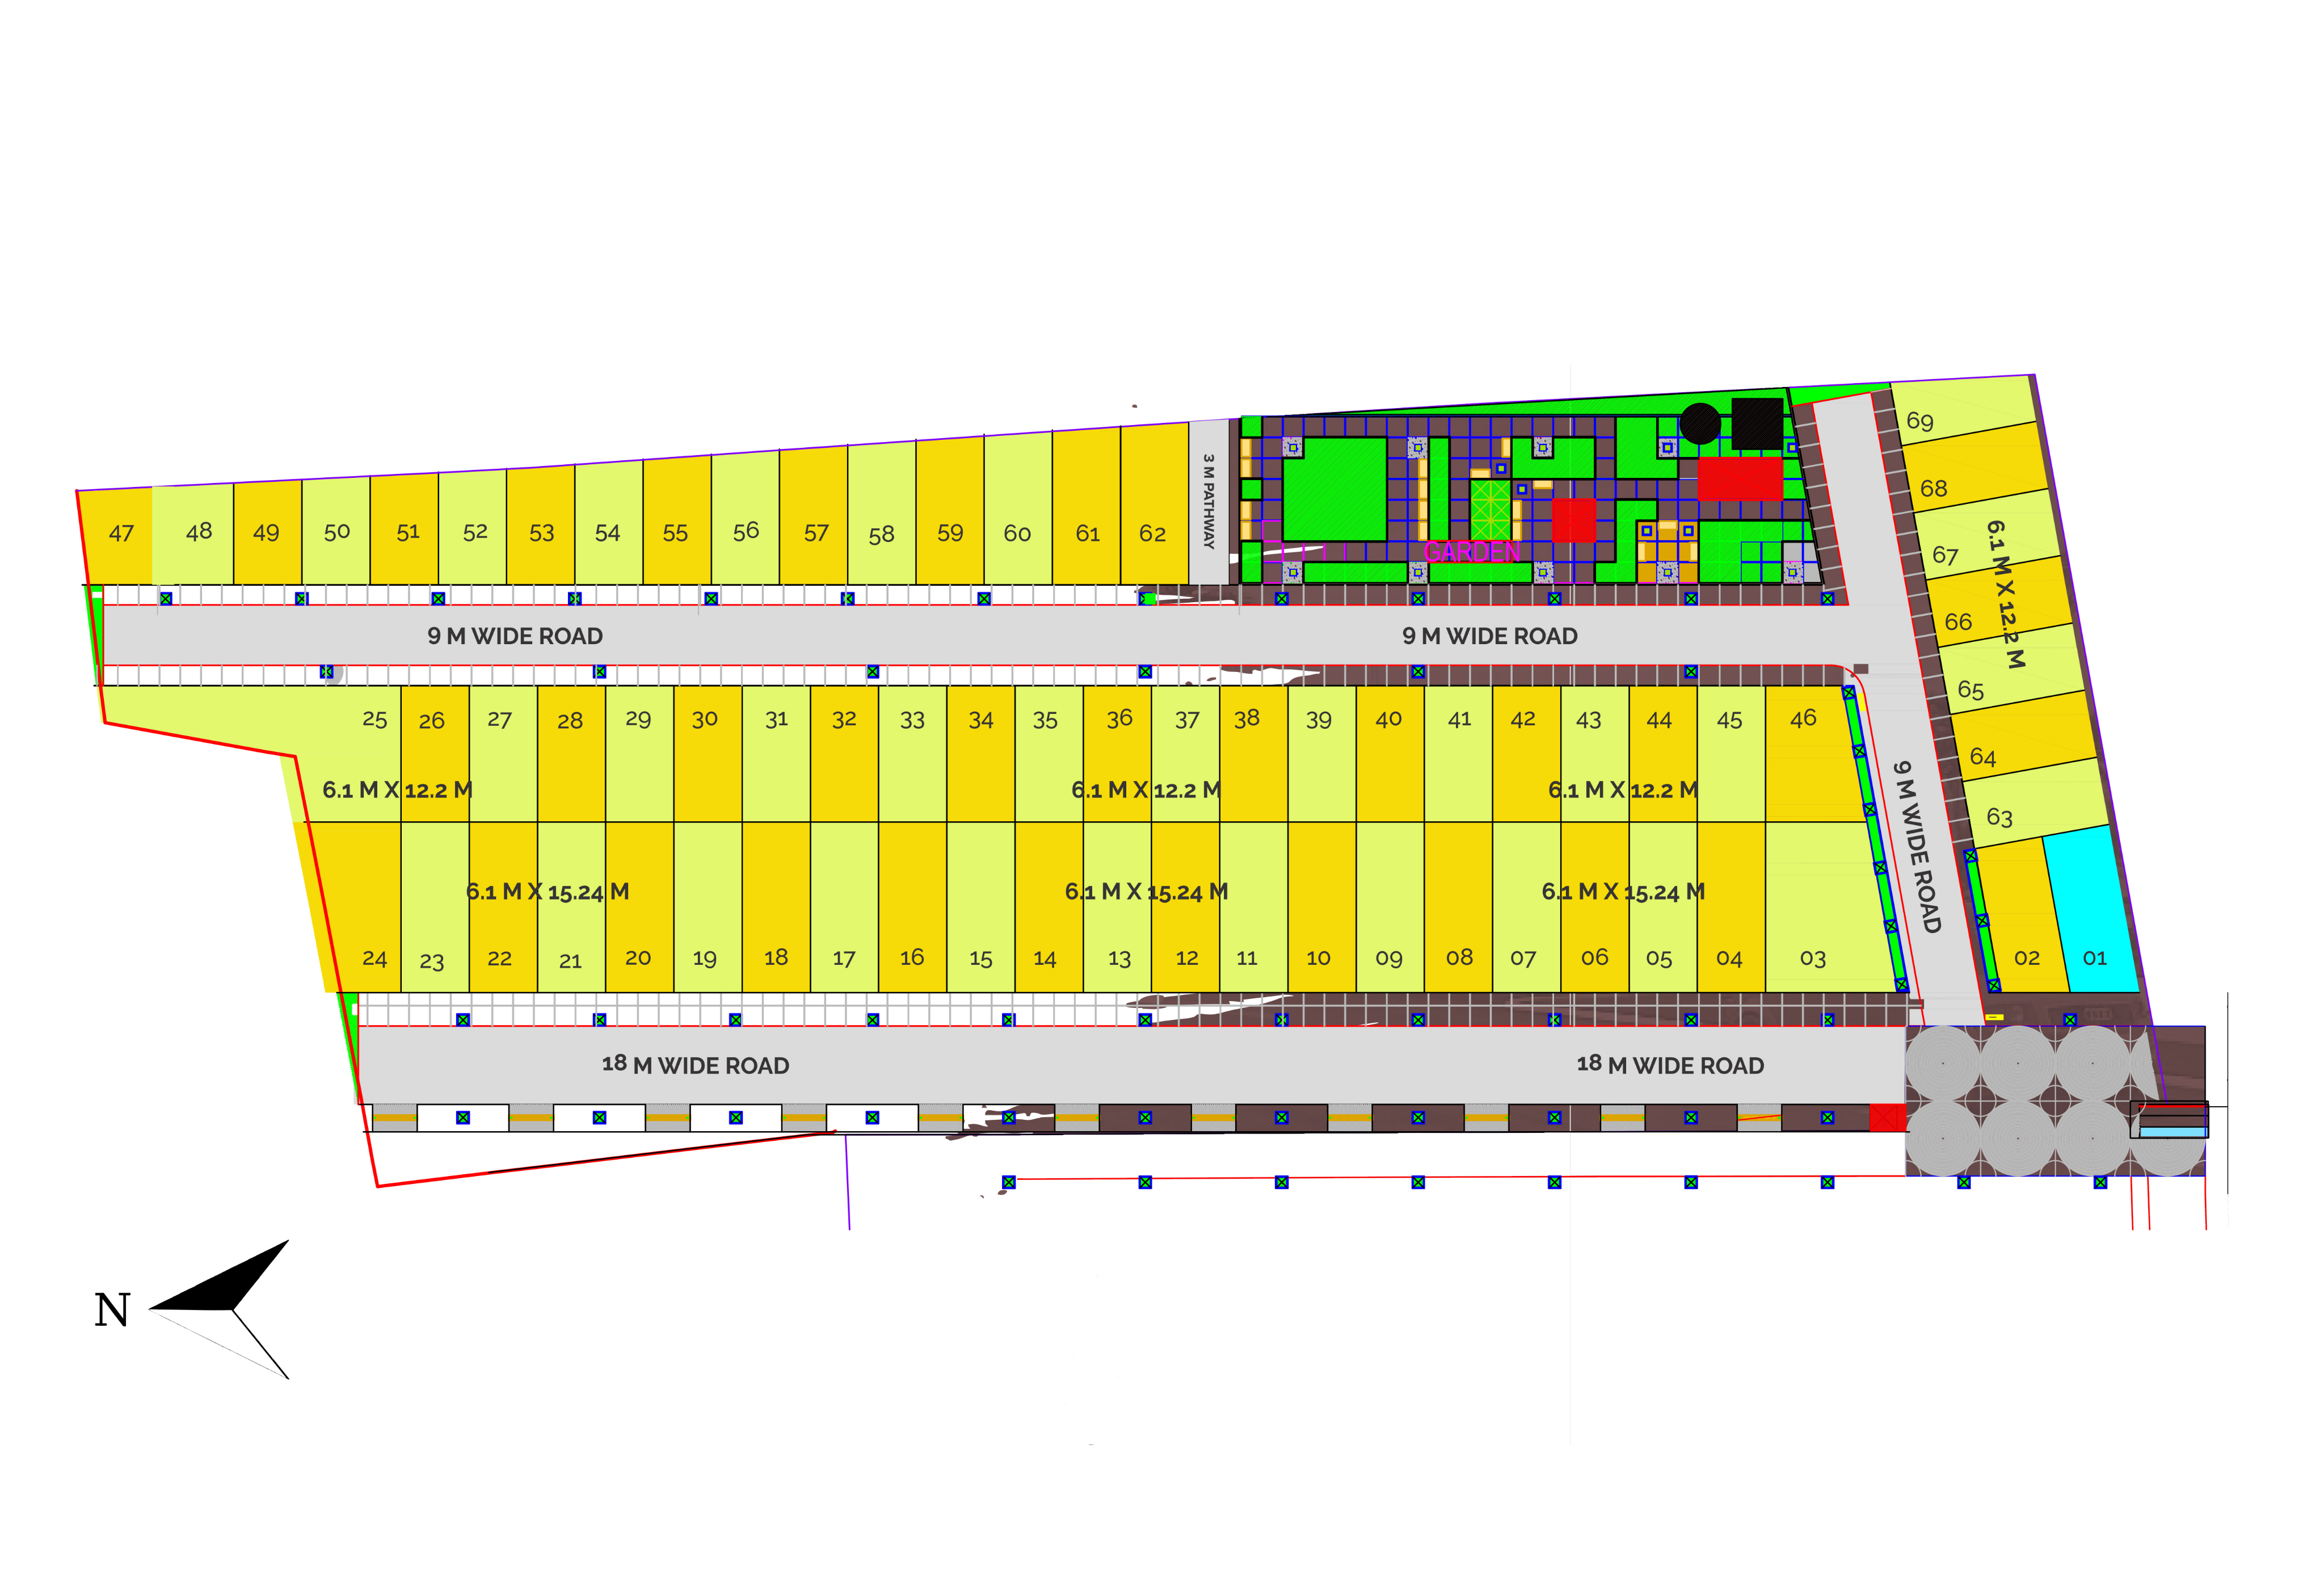 69
68
3 M PATHWAY
47 48 49 50 51 52 53 54 55 56 57 58 59 60 61 62
GARDEN
67
6.1 M X 12.2 M
66
9 M WIDE ROAD 9 M WIDE ROAD
65
25 26 27 28 29 30 31 32 33 34 35 36 37 38 39 40 41 42 43 44 45 46
64
6.1 M X 12.2 M 6.1 M X 12.2 M 6.1 M X 12.2 M
63
9 M WIDE ROAD
6.1 M X 15.24 M 6.1 M X 15.24 M 6.1 M X 15.24 M
24 23 22 21 20 19 18 17 16 15 14 13 12 11 10 09 08 07 06 05 04 03 02 01
18 M WIDE ROAD 18 M WIDE ROAD
N